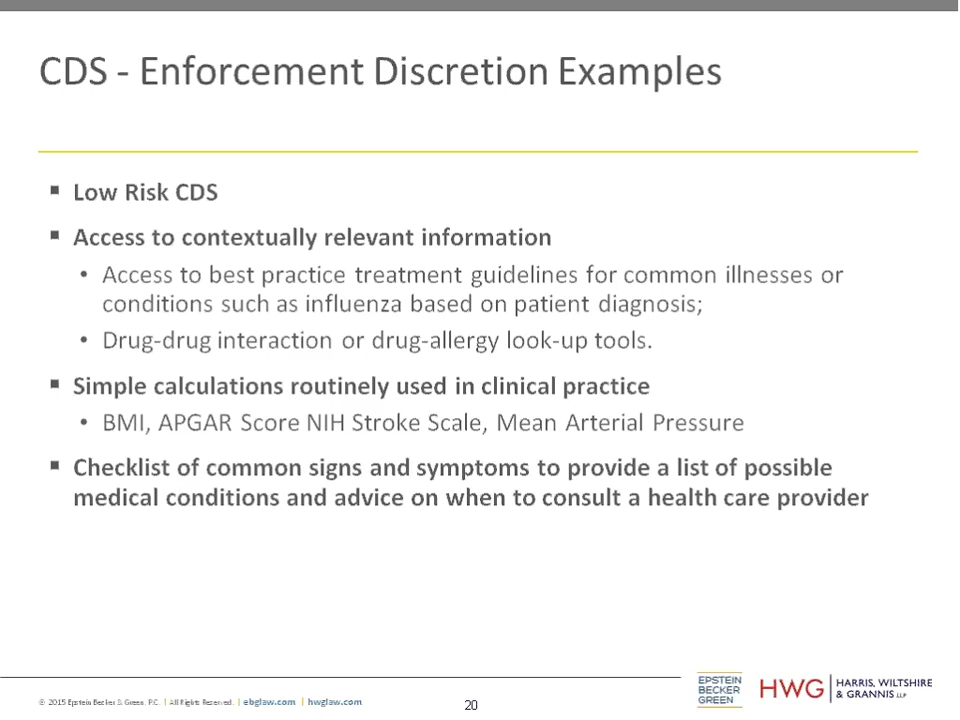 CDS - Enforcement Discretion Examples
▪ Low Risk CDS
▪ Access to contextually relevant information
• Access to best practice treatment guidelines for common illnesses or
conditions such as influenza based on patient diagnosis;
• Drug-drug interaction or drug-allergy look-up tools.
▪ Simple calculations routinely used in clinical practice
• BMI, APGAR Score NIH Stroke Scale, Mean Arterial Pressure
▪ Checklist of common signs and symptoms to provide a list of possible
medical conditions and advice on when to consult a health care provider
© 2015 Epstein Becker & Green, P.C. | All Rights Reserved. | ebglaw.com | hwglaw.com
20
EPSTEIN
BECKER
GREEN
HWG | HARRIS, WILTSHIRE
& GRANNIS LLP